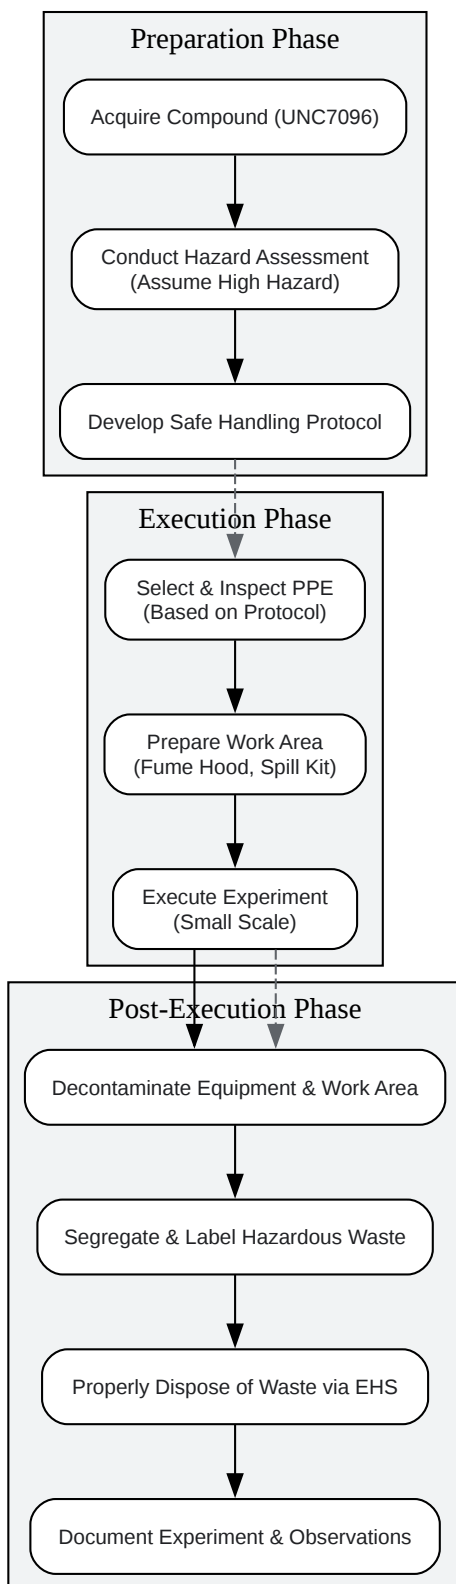 Preparation Phase
Acquire Compound (UNC7096)
Conduct Hazard Assessment
(Assume High Hazard)
Develop Safe Handling Protocol
Execution Phase
Select & Inspect PPE
(Based on Protocol)
Prepare Work Area
(Fume Hood, Spill Kit)
Execute Experiment
(Small Scale)
Post-Execution Phase
Decontaminate Equipment & Work Area
Segregate & Label Hazardous Waste
Properly Dispose of Waste via EHS
Document Experiment & Observations